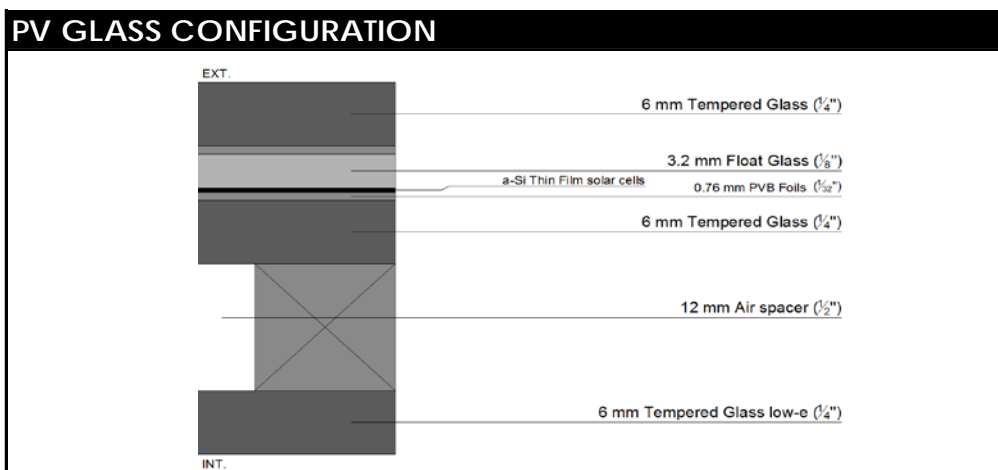 PV GLASS CONFIGURATION
EXT.
6 mm Tempered Glass (¼")
3.2 mm Float Glass (⅛")
a-Si Thin Film solar cells
0.76 mm PVB Foils (1/32")
6 mm Tempered Glass (¼")
12 mm Air spacer (½")
6 mm Tempered Glass low-e (¼")
INT.